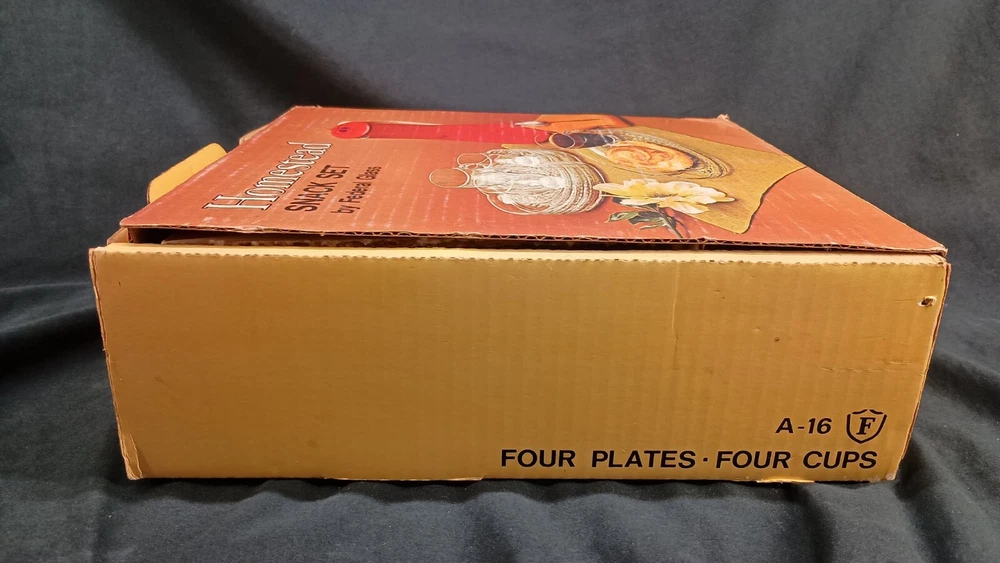 Homestead
SNACK SET
by Federal Glass
A-16 F
FOUR PLATES · FOUR CUPS